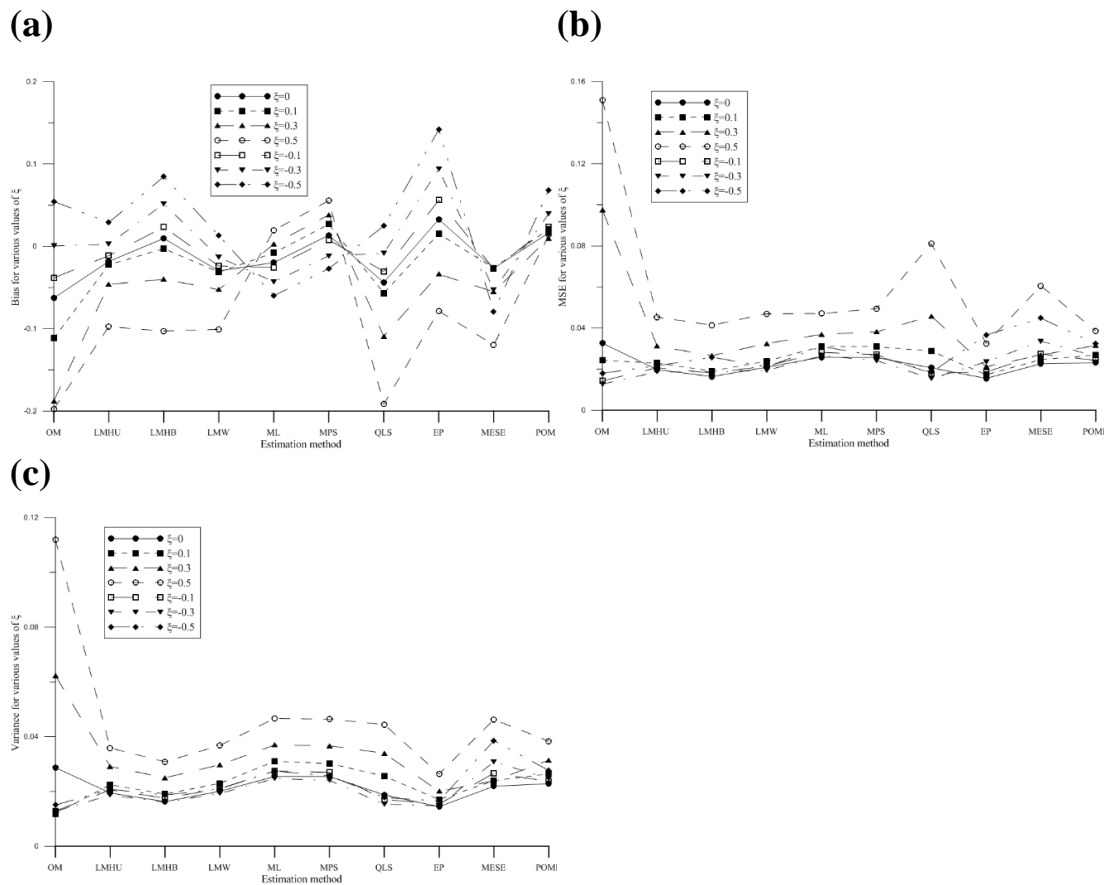 (a)
0.2
0.1
0
-0.1
-0.2
Bias for various values of ξ
ξ=0
ξ=0.1
ξ=0.3
ξ=0.5
ξ=-0.1
ξ=-0.3
ξ=-0.5
OM LMHU LMHB LMW ML MPS QLS EP MESE POME
Estimation method
(b)
0.16
0.12
0.08
0.04
0
MSE for various values of ξ
ξ=0
ξ=0.1
ξ=0.3
ξ=0.5
ξ=-0.1
ξ=-0.3
ξ=-0.5
OM LMHU LMHB LMW ML MPS QLS EP MESE POME
Estimation method
(c)
0.12
0.08
0.04
0
Variance for various values of ξ
ξ=0
ξ=0.1
ξ=0.3
ξ=0.5
ξ=-0.1
ξ=-0.3
ξ=-0.5
OM LMHU LMHB LMW ML MPS QLS EP MESE POME
Estimation method